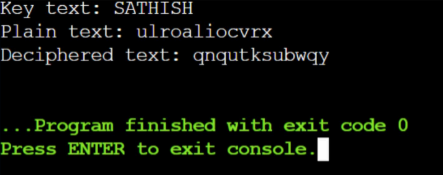 Key text: SATHISH
Plain text: ulroaliocvrx
Deciphered text: qnqutksubwqy
...Program finished with exit code 0
Press ENTER to exit console.